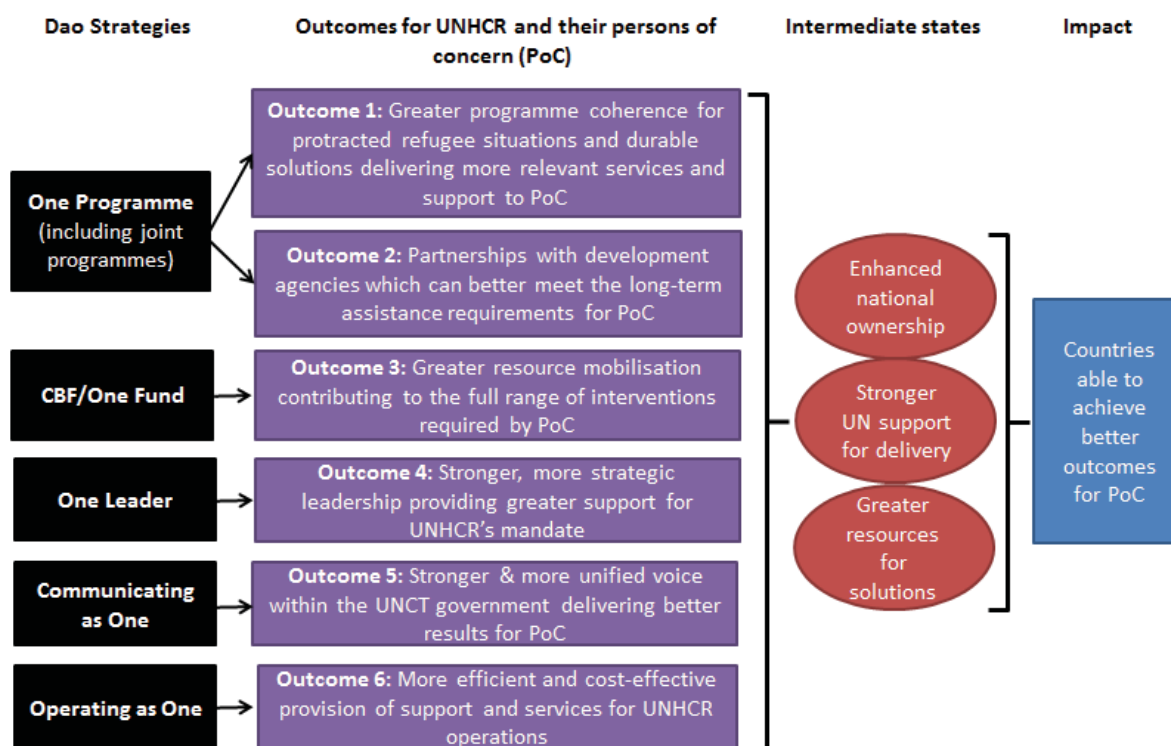 Dao Strategies
Outcomes for UNHCR and their persons of
concern (PoC)
Intermediate states
Impact
One Programme
(including joint
programmes)
Outcome 1: Greater programme coherence for
protracted refugee situations and durable
solutions delivering more relevant services and
support to PoC
Outcome 2: Partnerships with development
agencies which can better meet the long-term
assistance requirements for PoC
CBF/One Fund
Outcome 3: Greater resource mobilisation
contributing to the full range of interventions
required by PoC
One Leader
Outcome 4: Stronger, more strategic
leadership providing greater support for
UNHCR's mandate
Communicating
as One
Outcome 5: Stronger & more unified voice
within the UNCT government delivering better
results for PoC
Operating as One
Outcome 6: More efficient and cost-effective
provision of support and services for UNHCR
operations
Enhanced
national
ownership
Stronger
UN support
for delivery
Greater
resources
for
solutions
Countries
able to
achieve
better
outcomes
for PoC